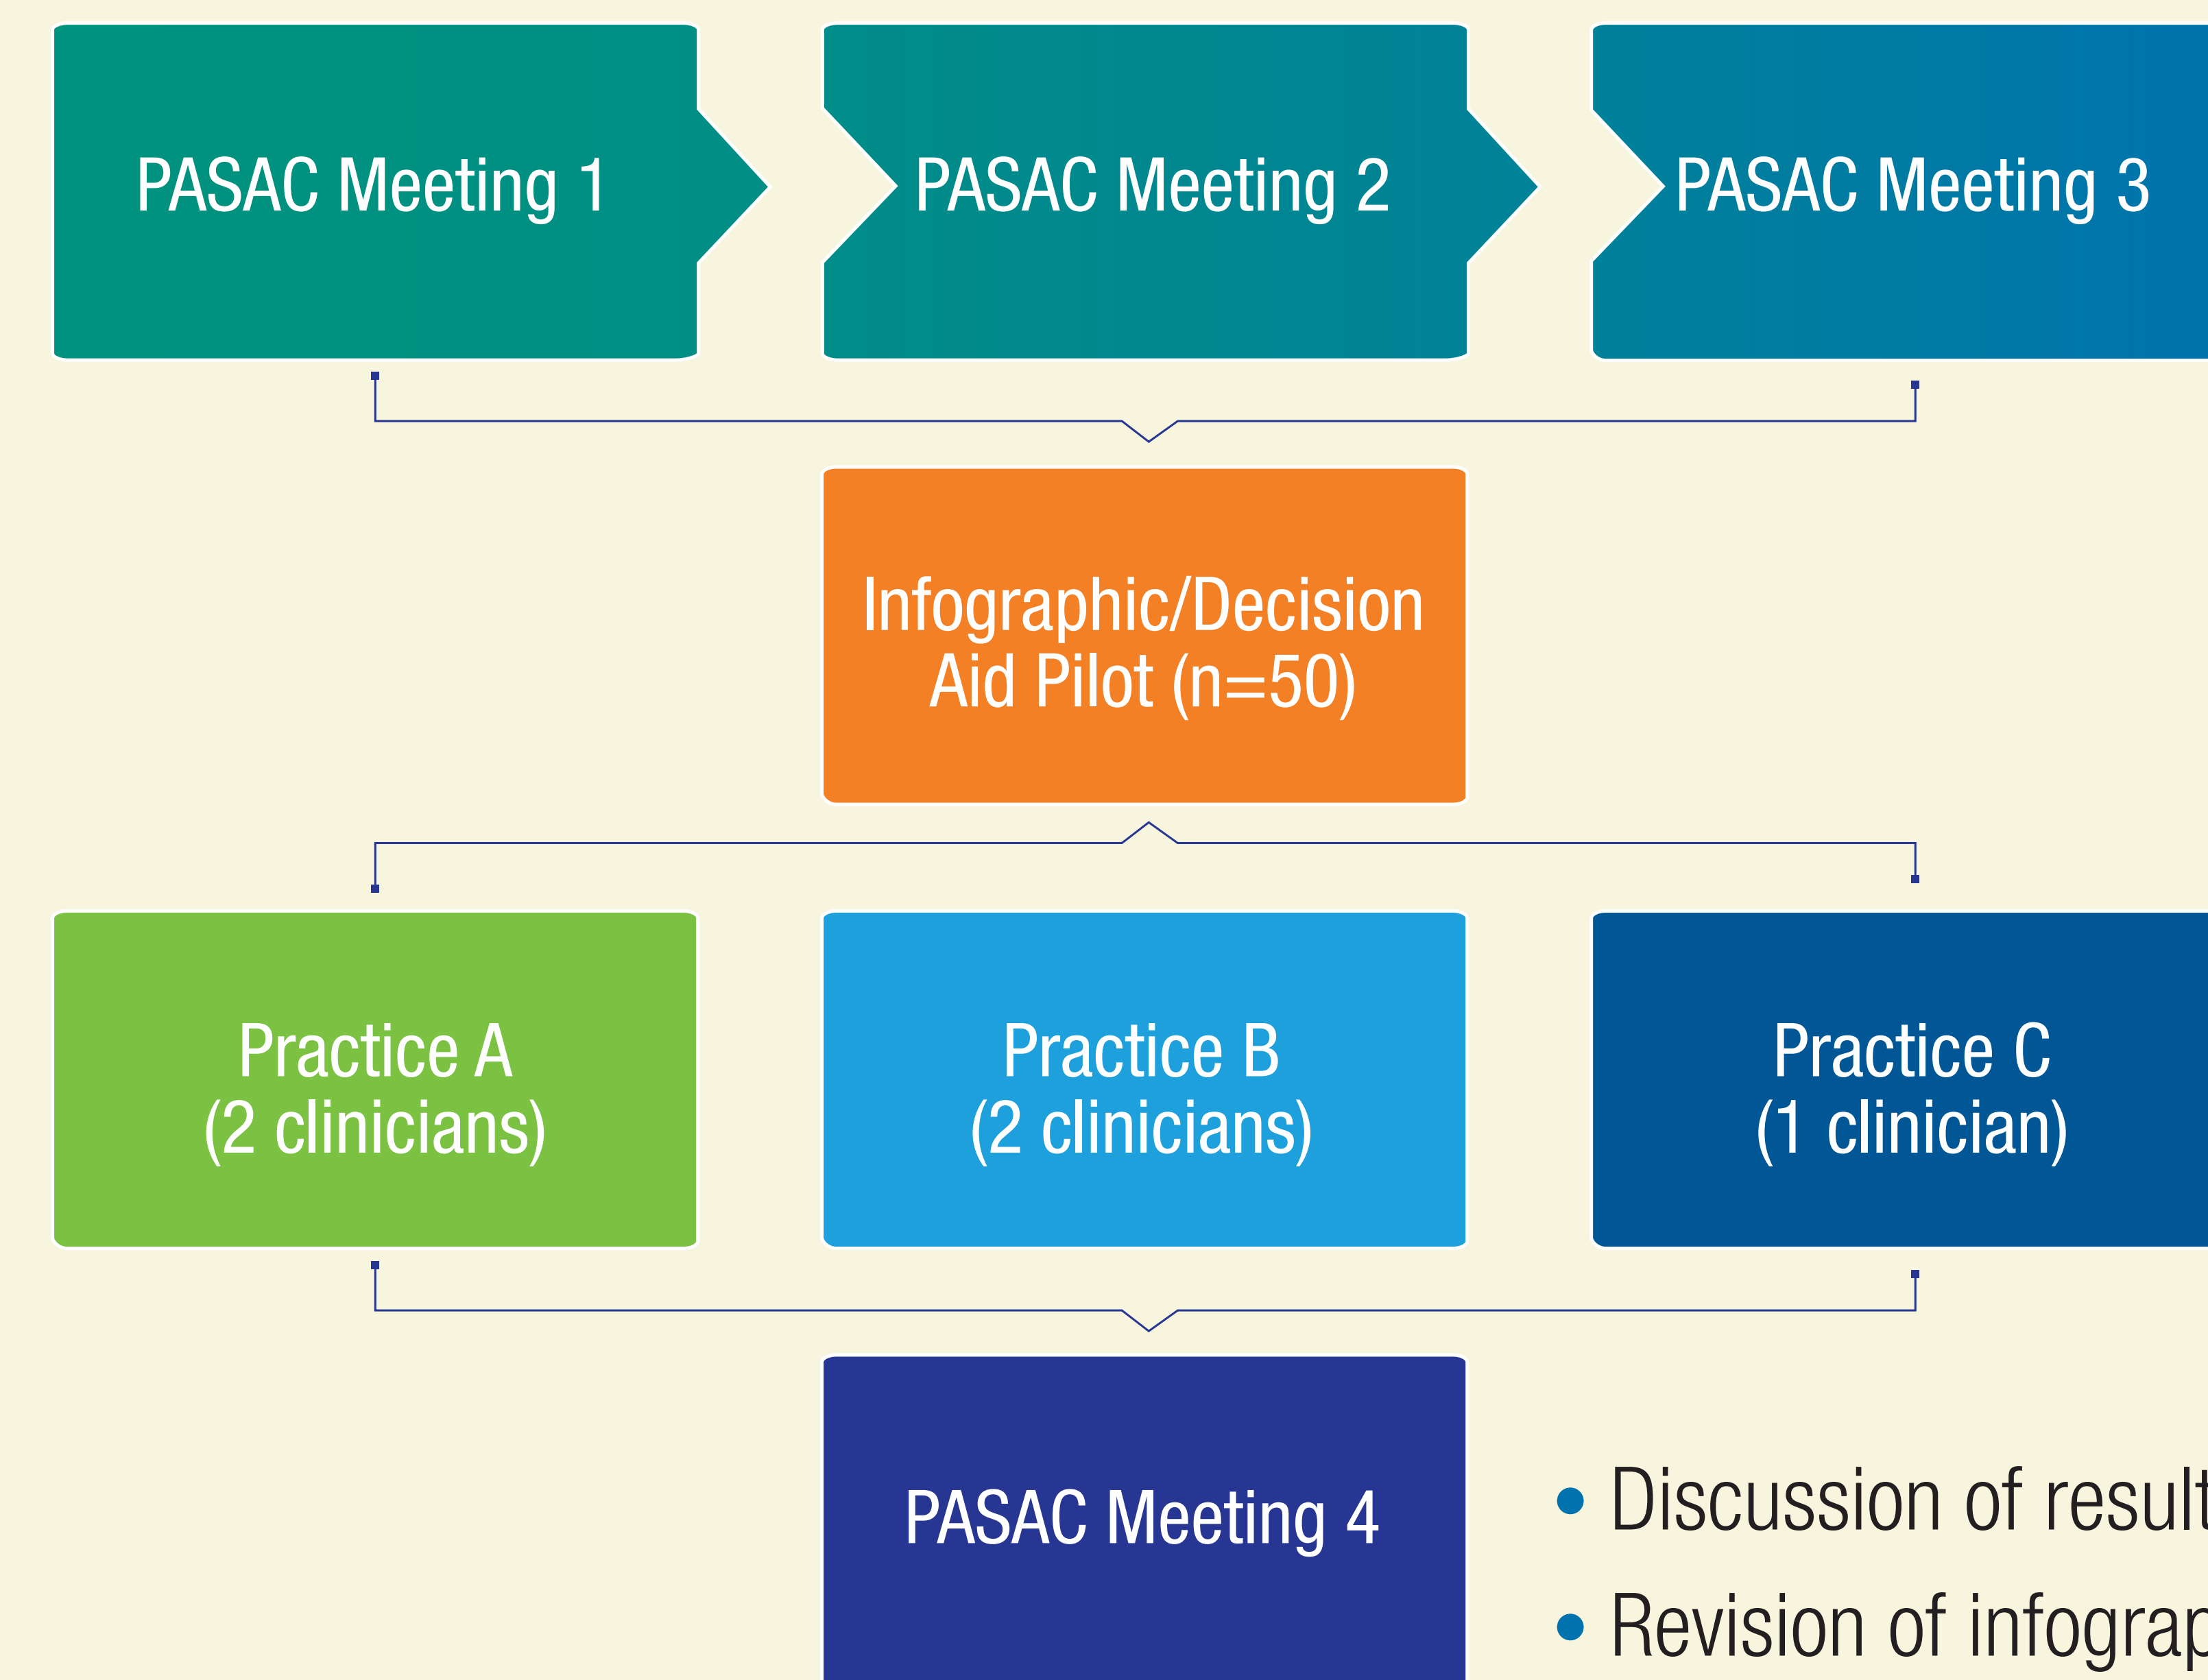 PASAC Meeting 1
PASAC Meeting 2
PASAC Meeting 3
Infographic/Decision
Aid Pilot (n=50)
Practice A
(2 clinicians)
Practice B
(2 clinicians)
Practice C
(1 clinician)
PASAC Meeting 4
• Discussion of
• Revision of